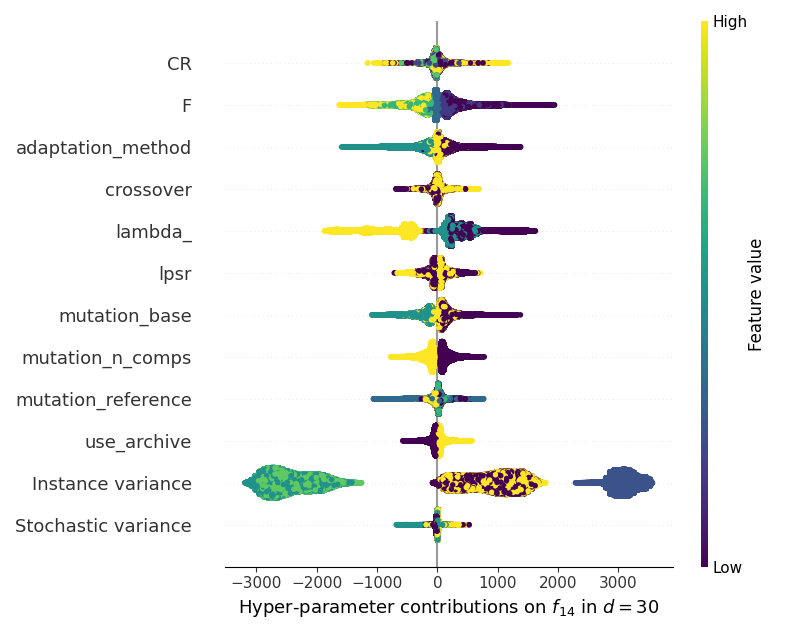 High
CR
F
adaptation_method
crossover
lambda_
lpsr
mutation_base
mutation_n_comps
mutation_reference
use_archive
Instance variance
Stochastic variance
Feature value
Low
−3000 −2000 −1000 0 1000 2000 3000
Hyper-parameter contributions on f₁₄ in d = 30